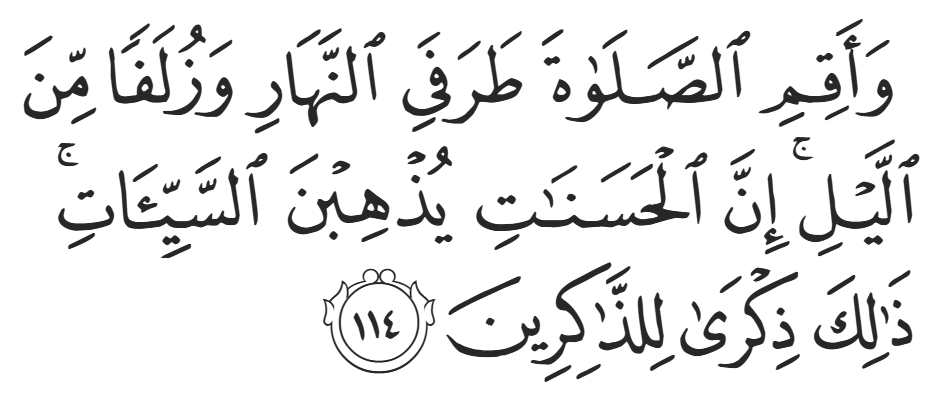 وَأَقِمِ ٱلصَّلَوٰةَ طَرَفَيِ ٱلنَّهَارِ وَزُلَفًا مِّنَ
ٱلَّيۡلِۚ إِنَّ ٱلۡحَسَنَٰتِ يُذۡهِبۡنَ ٱلسَّيِّـَٔاتِۚ
ذَٰلِكَ ذِكۡرَىٰ لِلذَّٰكِرِينَ ١١٤